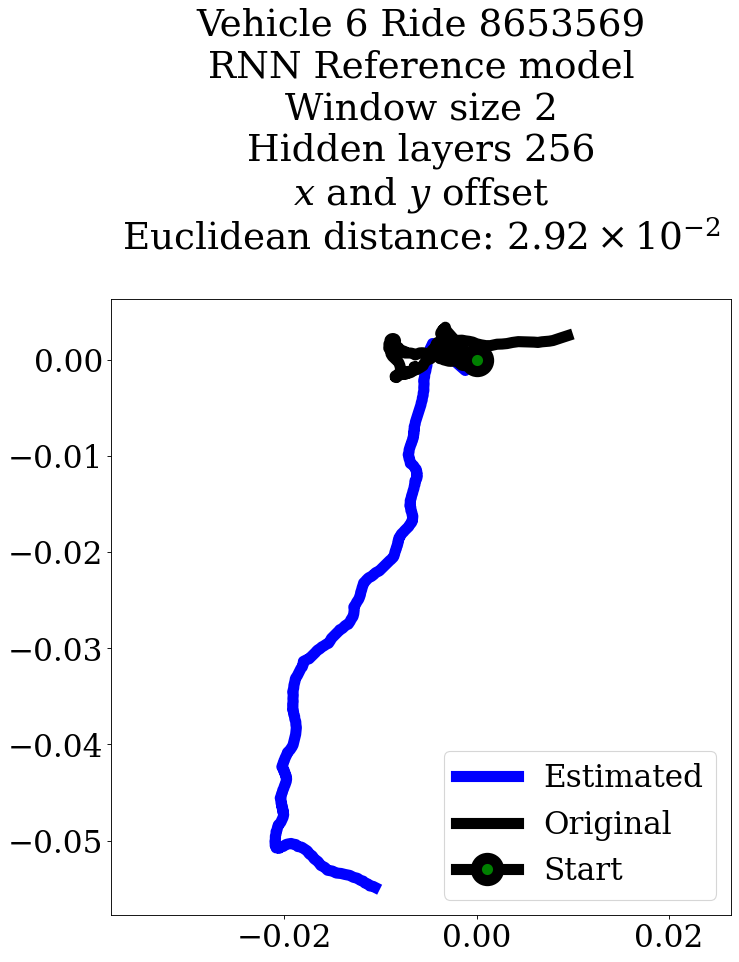 Vehicle 6 Ride 8653569
RNN Reference model
Window size 2
Hidden layers 256
x and y offset
Euclidean distance: 2.92 × 10⁻²
0.00
−0.01
−0.02
−0.03
−0.04
−0.05
Estimated
Original
Start
−0.02 0.00 0.02